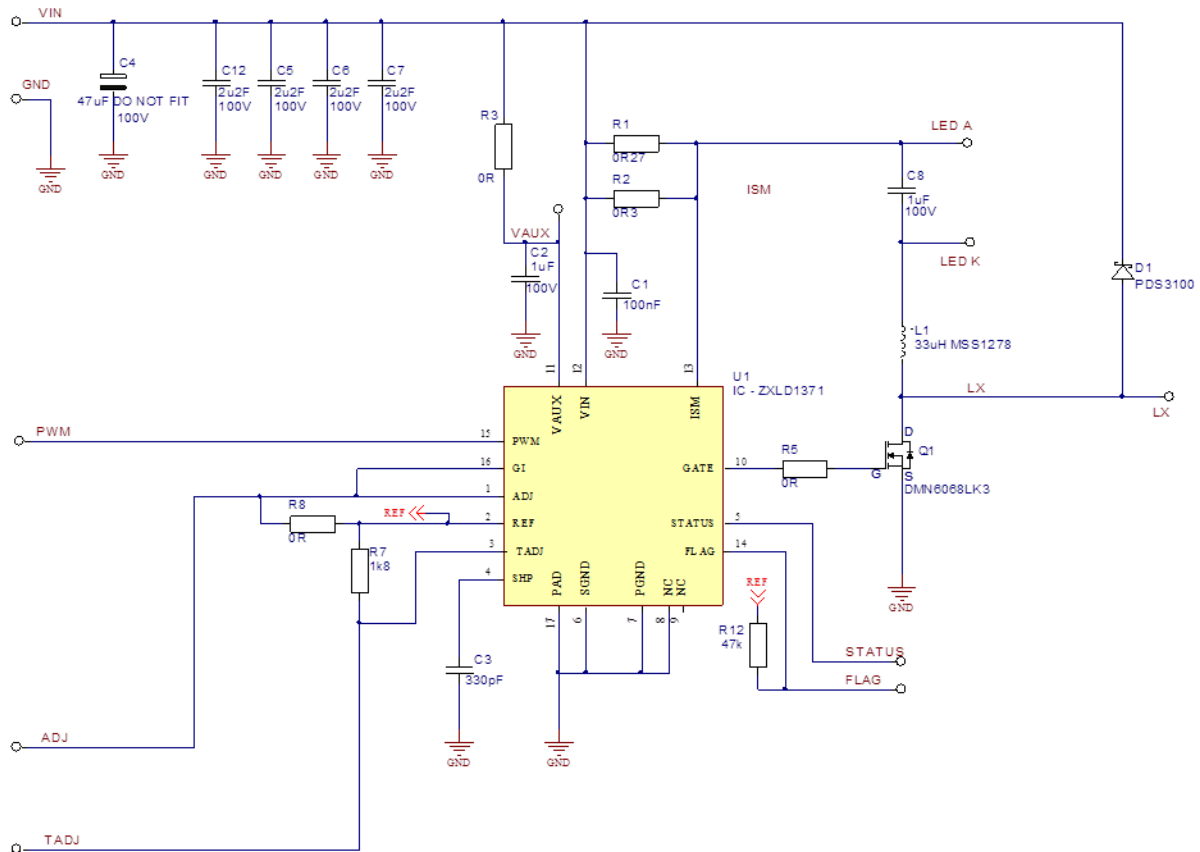 VIN
C4
47uF DO NOT FIT
100V
GND
C12
2u2F
100V
C5
2u2F
100V
C6
2u2F
100V
C7
2u2F
100V
GND
GND
GND
GND
GND
GND
R3
0R
R1
0R27
R2
0R3
LED A
ISM
C8
1uF
100V
LED K
VAUX
C2
1uF
100V
GND
C1
100nF
GND
D1
PDS3100
L1
33uH MSS1278
LX
LX
U1
IC - ZXLD1371
11
12
13
VAUX
VIN
ISM
PWM
15
PWM
16
GI
1
ADJ
2
REF
3
TADJ
4
SHP
GATE
10
STATUS
5
FLAG
14
PAD
SGND
PGND
NC
NC
17
6
7
8
9
R5
0R
D
G
S
Q1
DMN6068LK3
GND
R8
0R
REF
R7
1k8
C3
330pF
GND
GND
REF
R12
47k
STATUS
FLAG
ADJ
TADJ